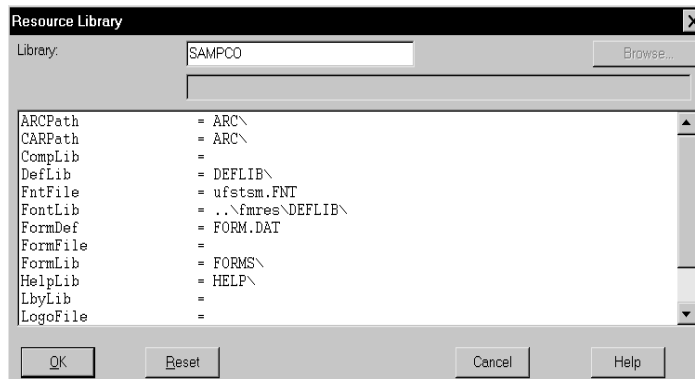 Resource Library
Library: SAMPCO Browse...
ARCPath = ARC\
CARPath = ARC\
CompLib =
DefLib = DEFLIB\
FntFile = ufstsm.FNT
FontLib = ..\fmres\DEFLIB\
FormDef = FORM.DAT
FormFile =
FormLib = FORMS\
HelpLib = HELP\
LbyLib =
LogoFile =
OK Reset Cancel Help